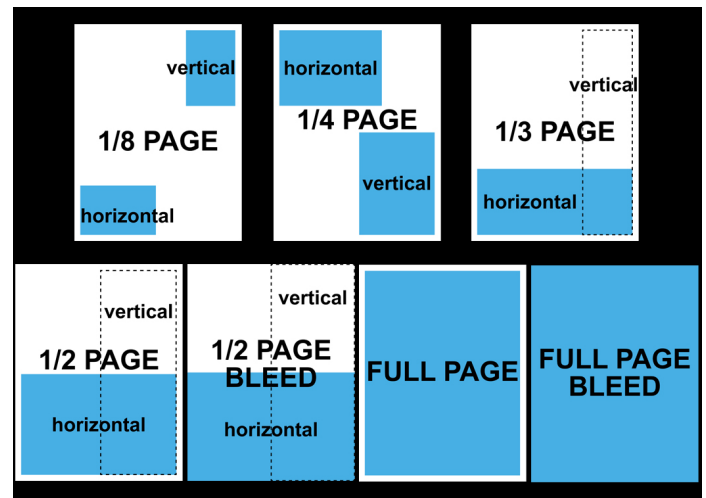 vertical
1/8 PAGE
horizontal
horizontal
1/4 PAGE
vertical
vertical
1/3 PAGE
horizontal
vertical
1/2 PAGE
horizontal
vertical
1/2 PAGE
BLEED
horizontal
FULL PAGE
FULL PAGE
BLEED